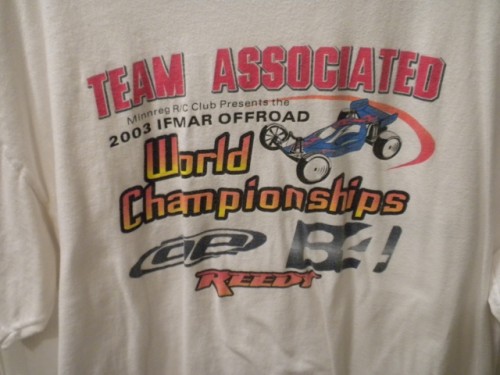 TEAM ASSOCIATED
Minnreg R/C Club Presents the
2003 IFMAR OFFROAD
World
Championships
ae B4!
REEDY